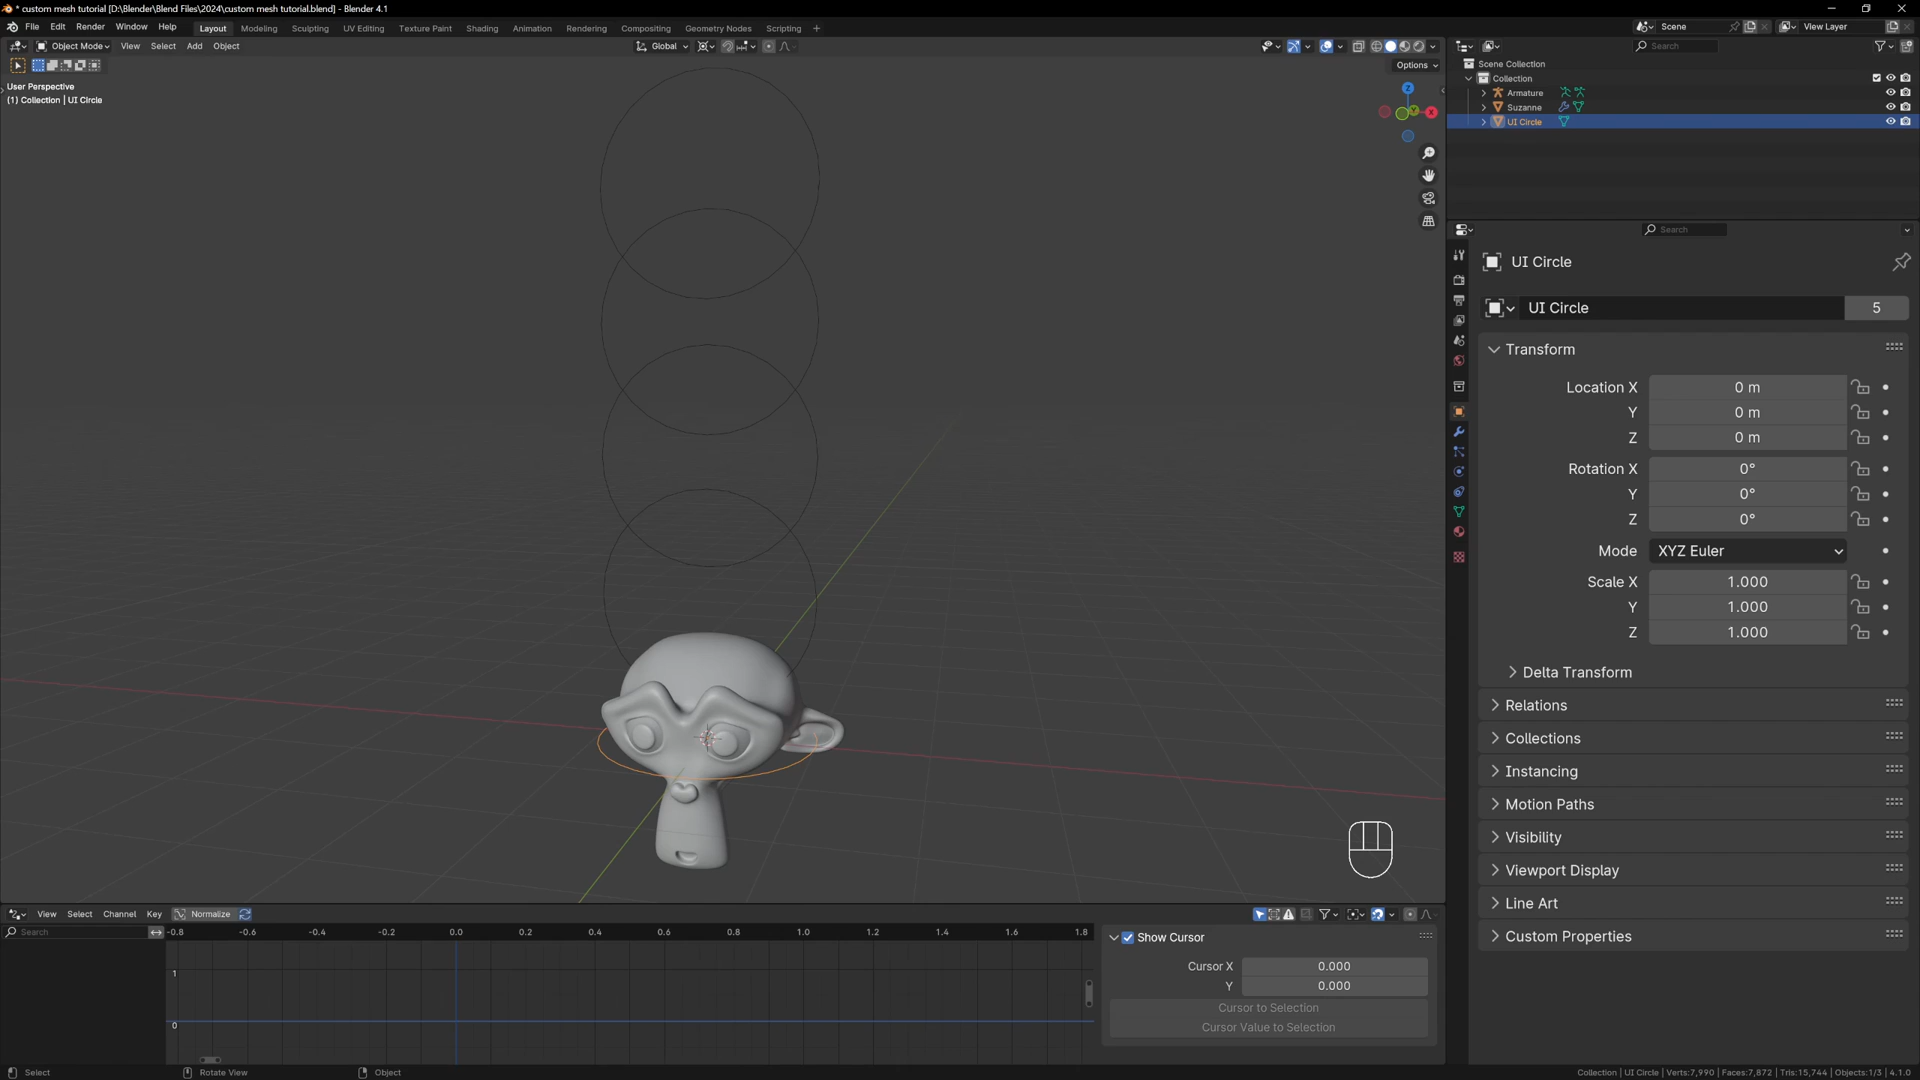 * custom mesh tutorial [D:\Blender\Blend Files\2024\custom mesh tutorial.blend] - Blender 4.1
File Edit Render Window Help Layout Modeling Sculpting UV Editing Texture Paint Shading Animation Rendering Compositing Geometry Nodes Scripting + Scene View Layer
Object Mode View Select Add Object Global Search
Options
User Perspective
(1) Collection | UI Circle
Z
Y
X
Scene Collection
Collection
Armature
Suzanne
UI Circle
Search
UI Circle
UI Circle 5
Transform
Location X 0 m
Y 0 m
Z 0 m
Rotation X 0°
Y 0°
Z 0°
Mode XYZ Euler
Scale X 1.000
Y 1.000
Z 1.000
Delta Transform
Relations
Collections
Instancing
Motion Paths
Visibility
Viewport Display
Line Art
Custom Properties
View Select Channel Key Normalize
Search -0.8 -0.6 -0.4 -0.2 0.0 0.2 0.4 0.6 0.8 1.0 1.2 1.4 1.6 1.8
1
0
Show Cursor
Cursor X 0.000
Y 0.000
Cursor to Selection
Cursor Value to Selection
Select Rotate View Object Collection | UI Circle | Verts:7,990 | Faces:7,872 | Tris:15,744 | Objects:1/3 | 4.1.0